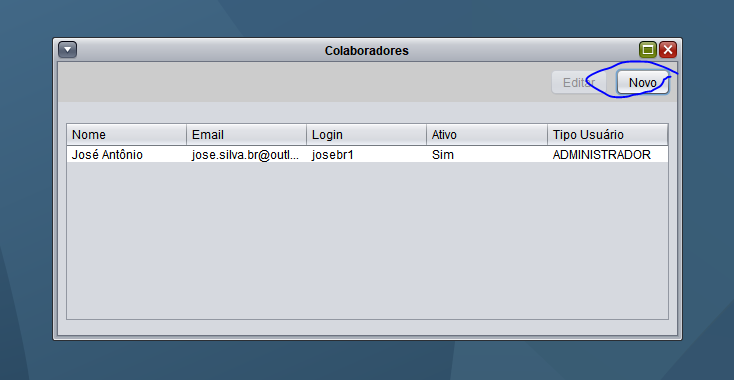 Colaboradores
Editar Novo
Nome Email Login Ativo Tipo Usuário
José Antônio jose.silva.br@outl... josebr1 Sim ADMINISTRADOR